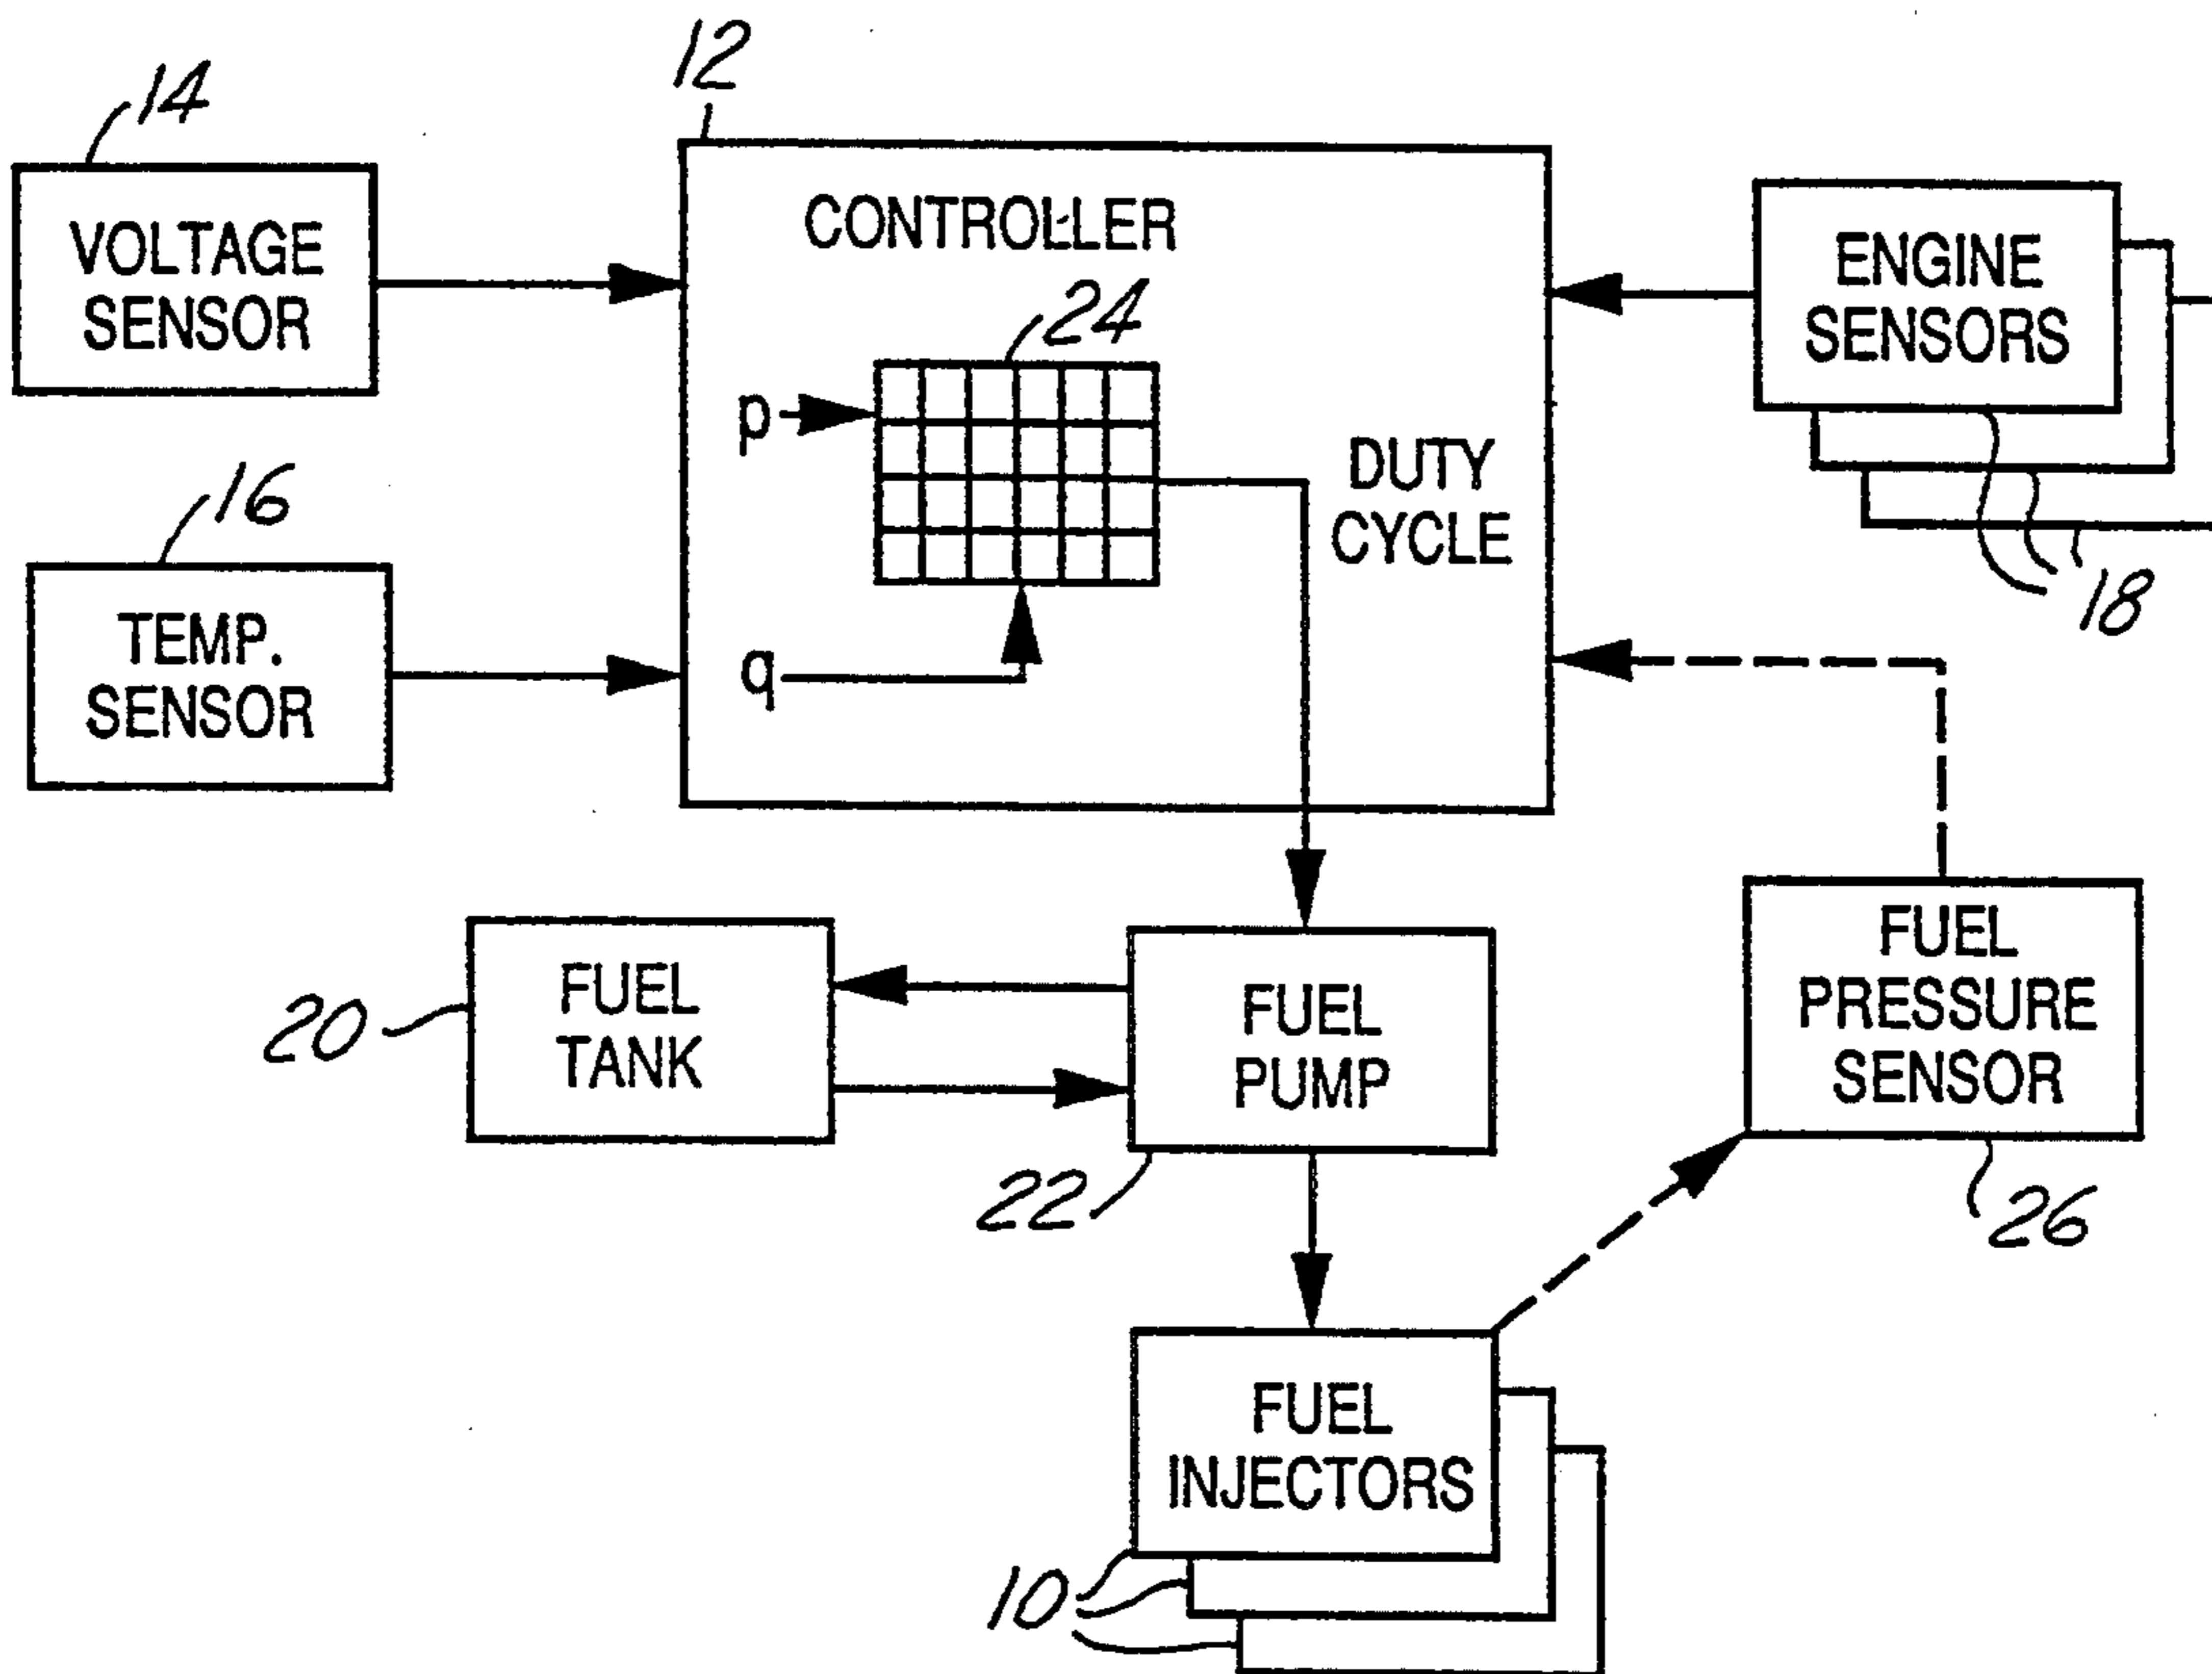 12
14
VOLTAGE
SENSOR
CONTROLLER
ENGINE
SENSORS
24
p
DUTY
CYCLE
16
TEMP.
SENSOR
q
18
FUEL
TANK
20
FUEL
PUMP
22
FUEL
PRESSURE
SENSOR
26
FUEL
INJECTORS
10